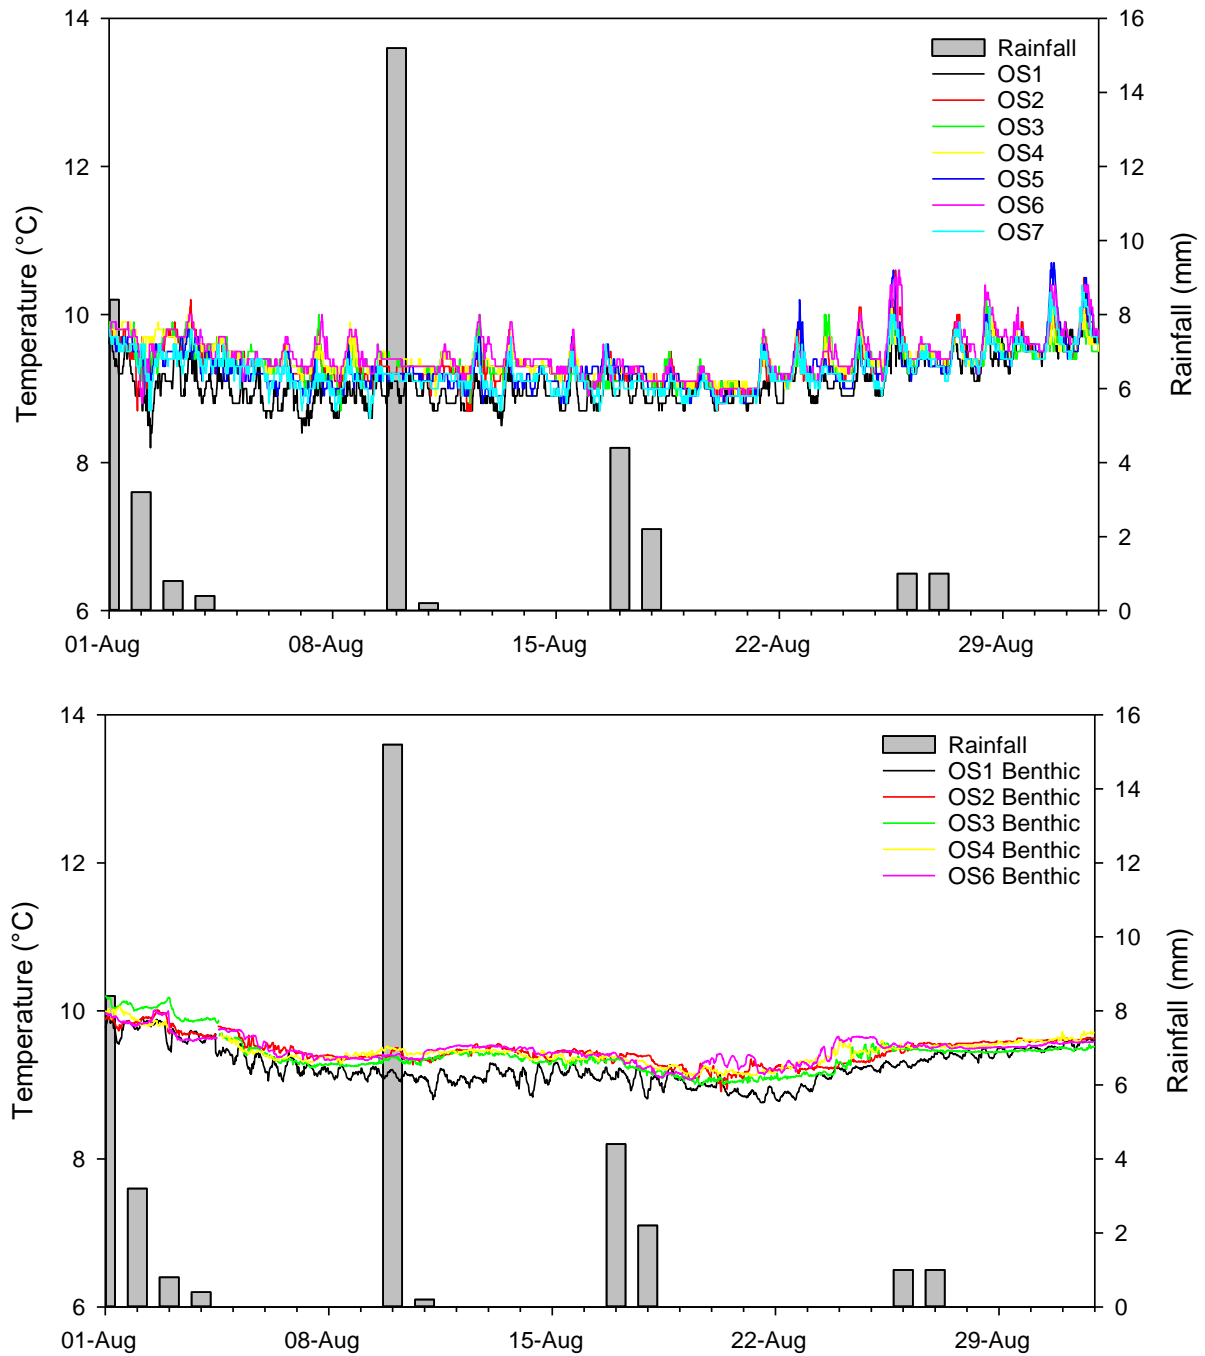 14
12
10
8
6
Temperature (°C)
16
14
12
10
8
6
4
2
0
Rainfall (mm)
Rainfall
OS1
OS2
OS3
OS4
OS5
OS6
OS7
01-Aug 08-Aug 15-Aug 22-Aug 29-Aug
14
12
10
8
6
Temperature (°C)
16
14
12
10
8
6
4
2
0
Rainfall (mm)
Rainfall
OS1 Benthic
OS2 Benthic
OS3 Benthic
OS4 Benthic
OS6 Benthic
01-Aug 08-Aug 15-Aug 22-Aug 29-Aug